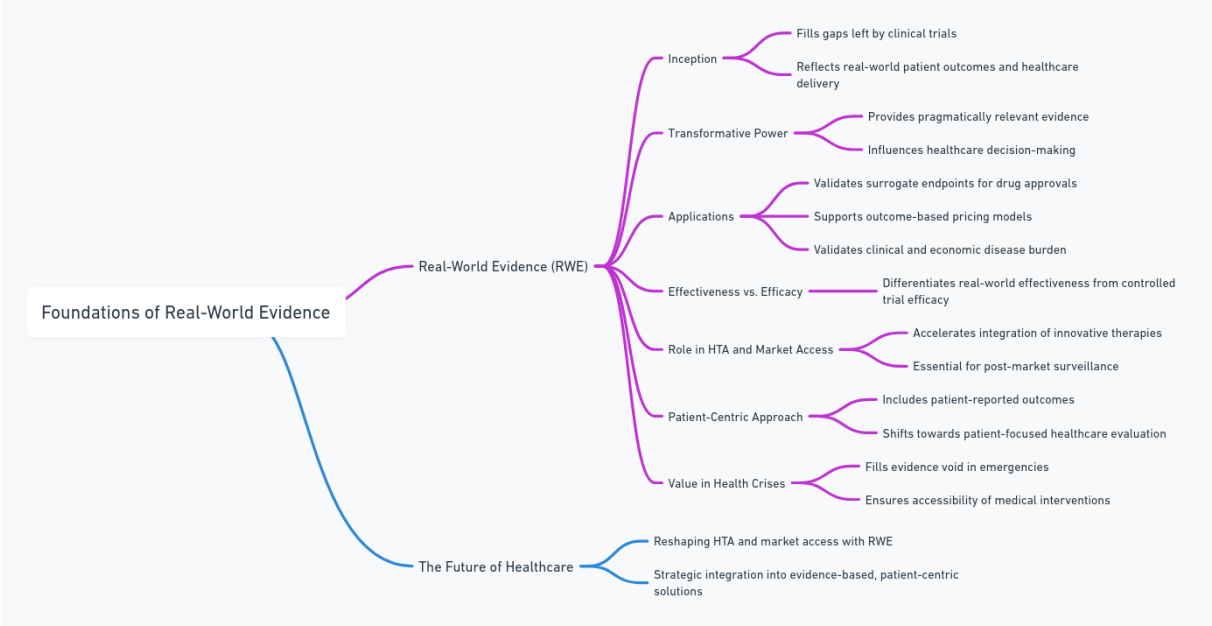 Foundations of Real-World Evidence
Real-World Evidence (RWE)
Inception
Fills gaps left by clinical trials
Reflects real-world patient outcomes and healthcare
delivery
Transformative Power
Provides pragmatically relevant evidence
Influences healthcare decision-making
Applications
Validates surrogate endpoints for drug approvals
Supports outcome-based pricing models
Validates clinical and economic disease burden
Effectiveness vs. Efficacy
Differentiates real-world effectiveness from controlled
trial efficacy
Role in HTA and Market Access
Accelerates integration of innovative therapies
Essential for post-market surveillance
Patient-Centric Approach
Includes patient-reported outcomes
Shifts towards patient-focused healthcare evaluation
Value in Health Crises
Fills evidence void in emergencies
Ensures accessibility of medical interventions
The Future of Healthcare
Reshaping HTA and market access with RWE
Strategic integration into evidence-based, patient-centric
solutions